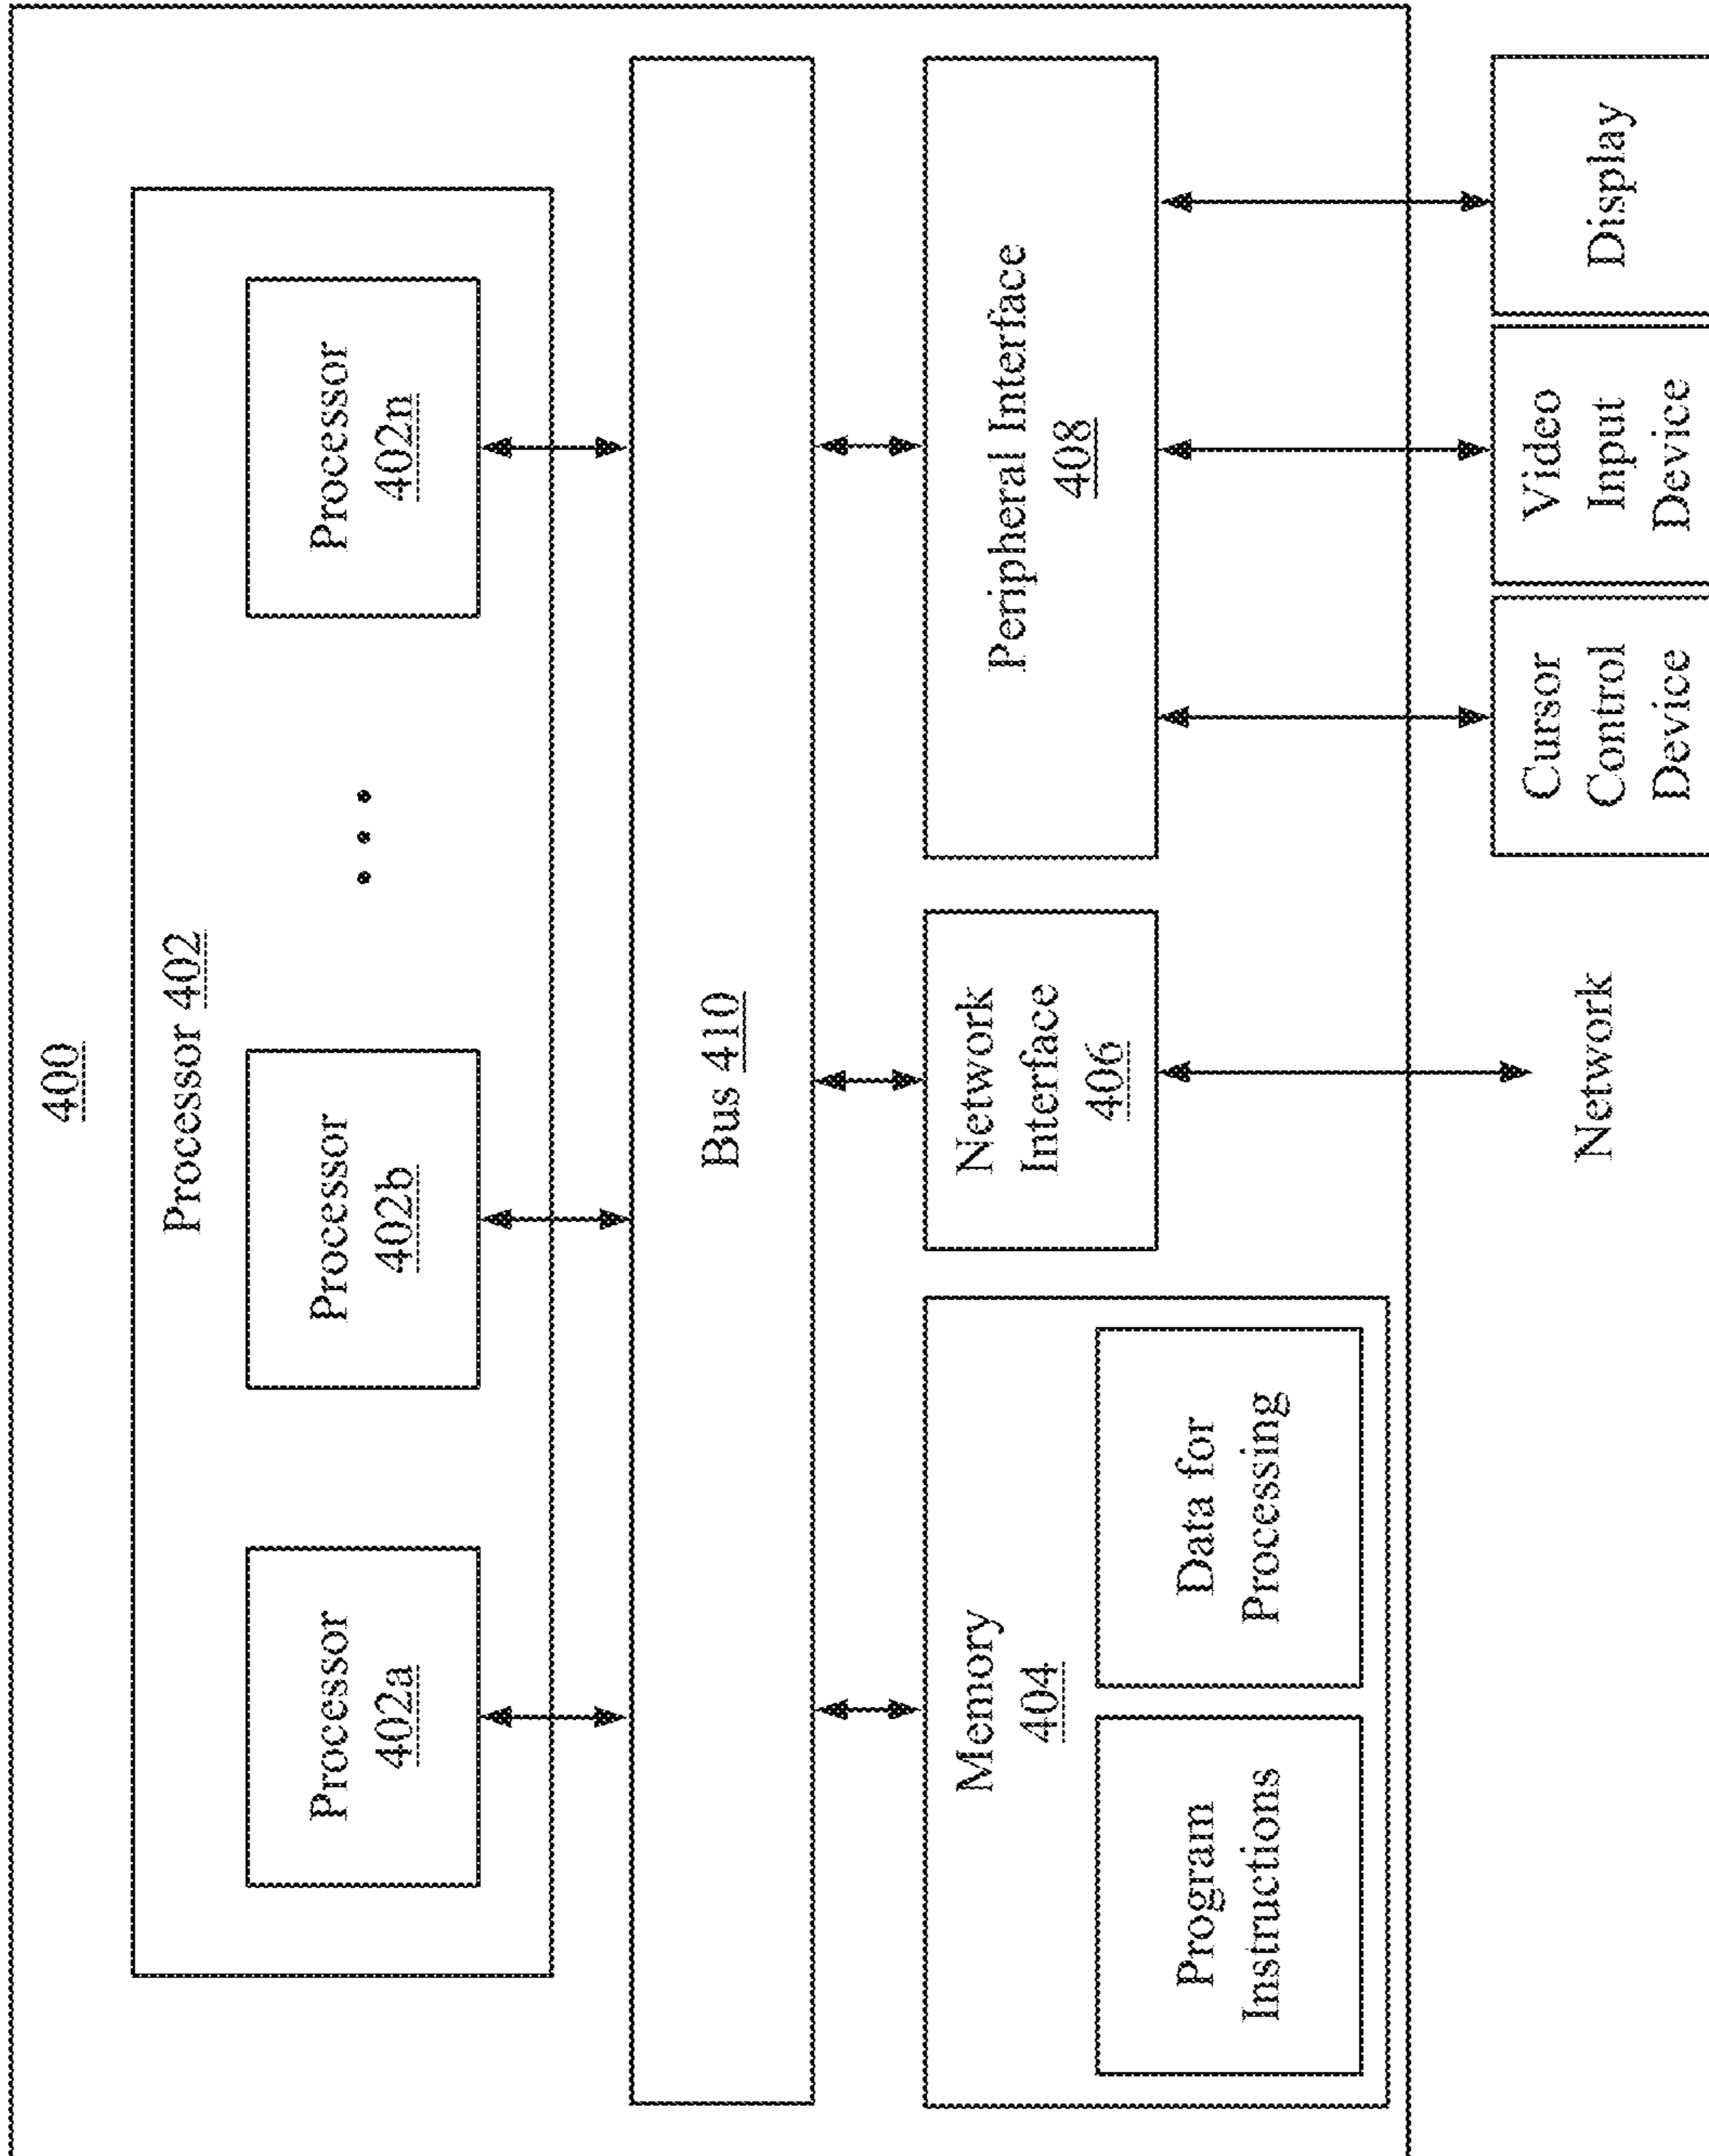 400
Processor 402
Processor
402a
Processor
402b
Processor
402n
Bus 410
Memory
404
Program
Instructions
Data for
Processing
Network
Interface
406
Peripheral Interface
408
Network
Cursor
Control
Device
Video
Input
Device
Display